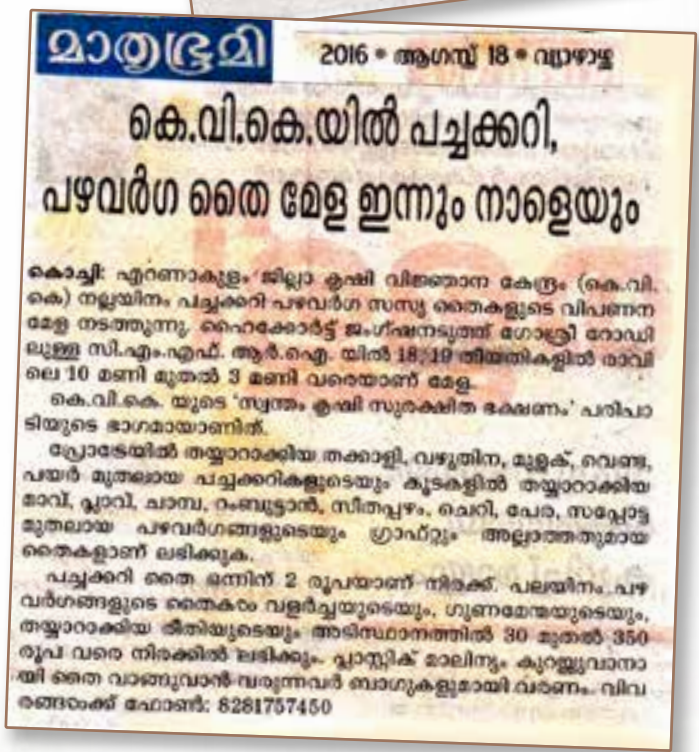 മാതൃഭൂമി
2016 • ആഗസ്റ്റ് 18 • വ്യാഴാഴ്ച
കെ.വി.കെ.യിൽ പച്ചക്കറി,
പഴവർഗ തൈ മേള ഇന്നും നാളെയും
കൊച്ചി: എറണാകുളം ജില്ലാ കൃഷി വിജ്ഞാന കേന്ദ്രം (കെ.വി.
കെ) നല്ലയിനം പച്ചക്കറി പഴവർഗ സസ്യ തൈകളുടെ വിപണന
മേള നടത്തുന്നു. ഹൈക്കോർട്ട് ജംഗ്ഷനടുത്ത് ഗോശ്രീ റോഡി
ലുള്ള സി.എം.എഫ്. ആർ.ഐ. യിൽ 18, 19 തീയതികളിൽ രാവി
ലെ 10 മണി മുതൽ 3 മണി വരെയാണ് മേള.
കെ.വി.കെ. യുടെ 'സ്വന്തം കൃഷി സുരക്ഷിത ഭക്ഷണം' പരിപാ
ടിയുടെ ഭാഗമായാണിത്.
പ്രോട്രേയിൽ തയ്യാറാക്കിയ തക്കാളി, വഴുതിന, മുളക്, വെണ്ട,
പയർ മുതലായ പച്ചക്കറികളുടെയും കൂടകളിൽ തയ്യാറാക്കിയ
മാവ്, പ്ലാവ്, ചാമ്പ, റംബുട്ടാൻ, സീതപ്പഴം, ചെറി, പേര, സപ്പോട്ട
മുതലായ പഴവർഗങ്ങളുടെയും ഗ്രാഫ്റ്റും അല്ലാത്തതുമായ
തൈകളാണ് ലഭിക്കുക.
പച്ചക്കറി തൈ ഒന്നിന് 2 രൂപയാണ് നിരക്ക്. പലയിനം പഴ
വർഗങ്ങളുടെ തൈകൾ വളർച്ചയുടെയും, ഗുണമേന്മയുടെയും,
തയ്യാറാക്കിയ രീതിയുടെയും അടിസ്ഥാനത്തിൽ 30 മുതൽ 350
രൂപ വരെ നിരക്കിൽ ലഭിക്കും. പ്ലാസ്റ്റിക് മാലിന്യം കുറയ്ക്കുവാനാ
യി തൈ വാങ്ങുവാൻ വരുന്നവർ ബാഗുകളുമായി വരണം. വിവ
രങ്ങൾക്ക് ഫോൺ: 8281757450